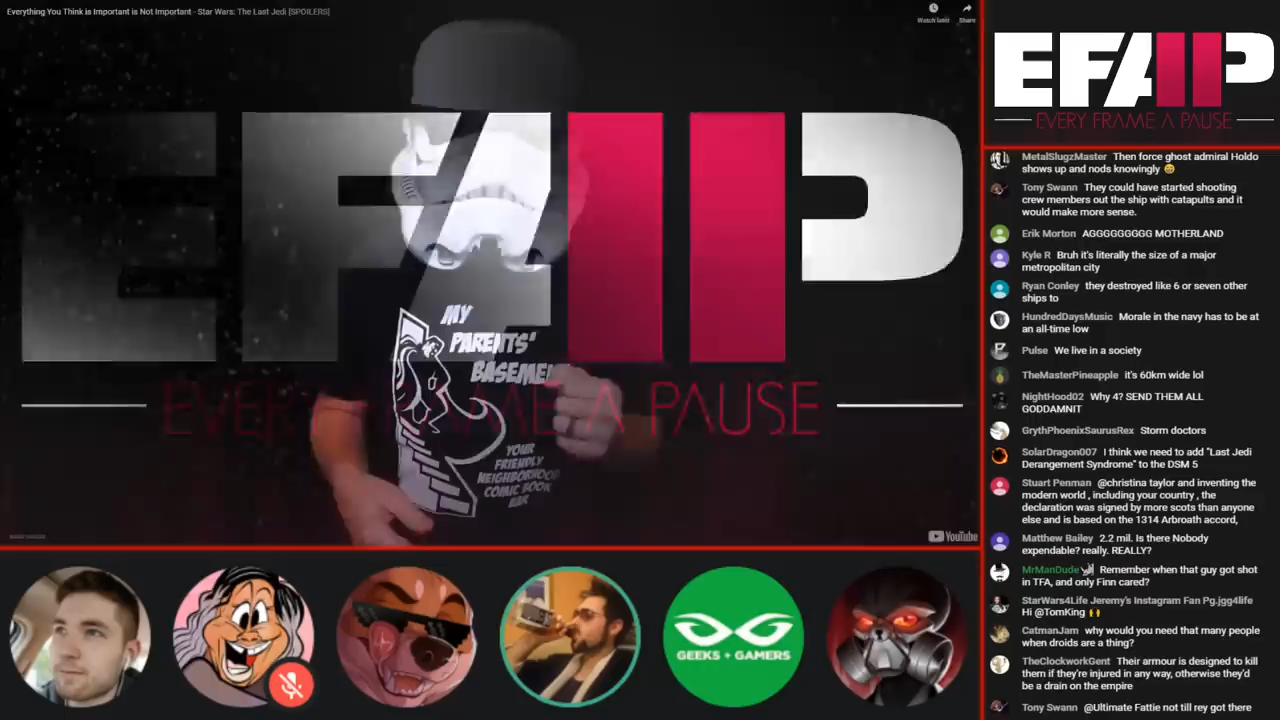 Everything You Think is Important is Not Important - Star Wars: The Last Jedi [SPOILERS]
Watch later
Share
EFAP
EVERY FRAME A PAUSE
MY
PARENTS'
BASEMENT
YOUR
FRIENDLY
NEIGHBORHOOD
COMIC BOOK
BAR
YouTube
GEEKS + GAMERS
EFAP
EVERY FRAME A PAUSE
MetalSlugzMaster Then force ghost admiral Holdo
shows up and nods knowingly 😄
Tony Swann They could have started shooting
crew members out the ship with catapults and it
would make more sense.
Erik Morton AGGGGGGGGG MOTHERLAND
Kyle R Bruh it's literally the size of a major
metropolitan city
Ryan Conley they destroyed like 6 or seven other
ships to
HundredDaysMusic Morale in the navy has to be at
an all-time low
Pulse We live in a society
TheMasterPineapple it's 60km wide lol
NightHood02 Why 4? SEND THEM ALL
GODDAMNIT
GrythPhoenixSaurusRex Storm doctors
SolarDragon007 I think we need to add "Last Jedi
Derangement Syndrome" to the DSM 5
Stuart Penman @christina taylor and inventing the
modern world , including your country , the
declaration was signed by more scots than anyone
else and is based on the 1314 Arbroath accord,
Matthew Bailey 2.2 mil. Is there Nobody
expendable? really. REALLY?
MrManDude Remember when that guy got shot
in TFA, and only Finn cared?
StarWars4Life Jeremy's Instagram Fan Pg.jgg4life
Hi @TomKing 🙌
CatmanJam why would you need that many people
when droids are a thing?
TheClockworkGent Their armour is designed to kill
them if they're injured in any way, otherwise they'd
be a drain on the empire
Tony Swann @Ultimate Fattie not till rey got there